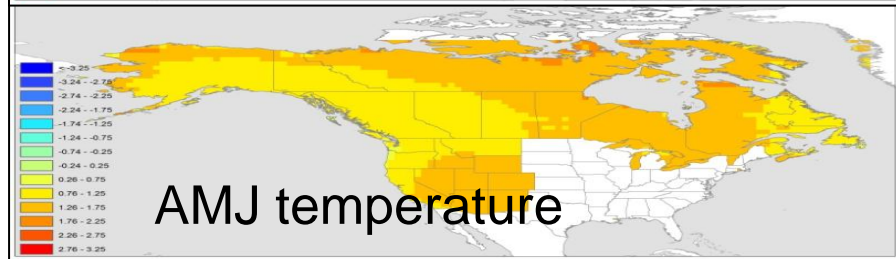 <-3.25
-3.24 - -2.75
-2.74 - -2.25
-2.24 - -1.75
-1.74 - -1.25
-1.24 - -0.75
-0.74 - -0.25
-0.24 - 0.25
0.26 - 0.75
0.76 - 1.25
1.26 - 1.75
1.76 - 2.25
2.26 - 2.75
2.76 - 3.25
AMJ temperature